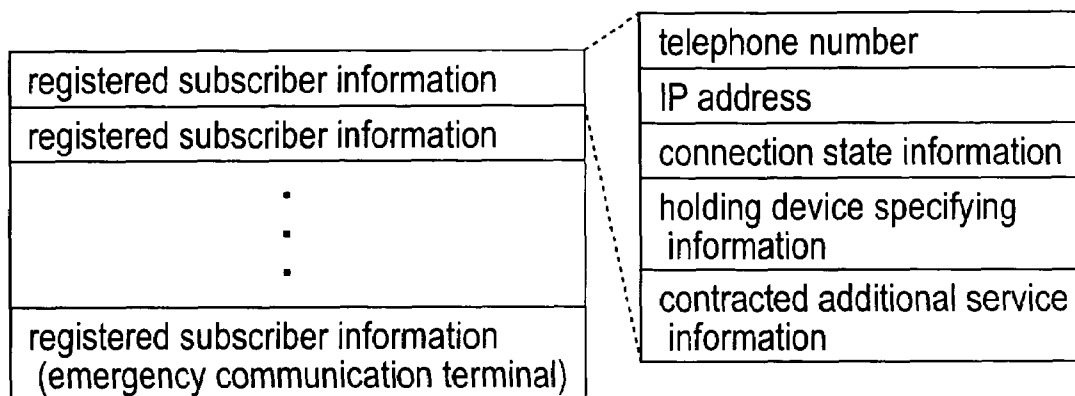 registered subscriber information
registered subscriber information
registered subscriber information
(emergency communication terminal)
telephone number
IP address
connection state information
holding device specifying
information
contracted additional service
information